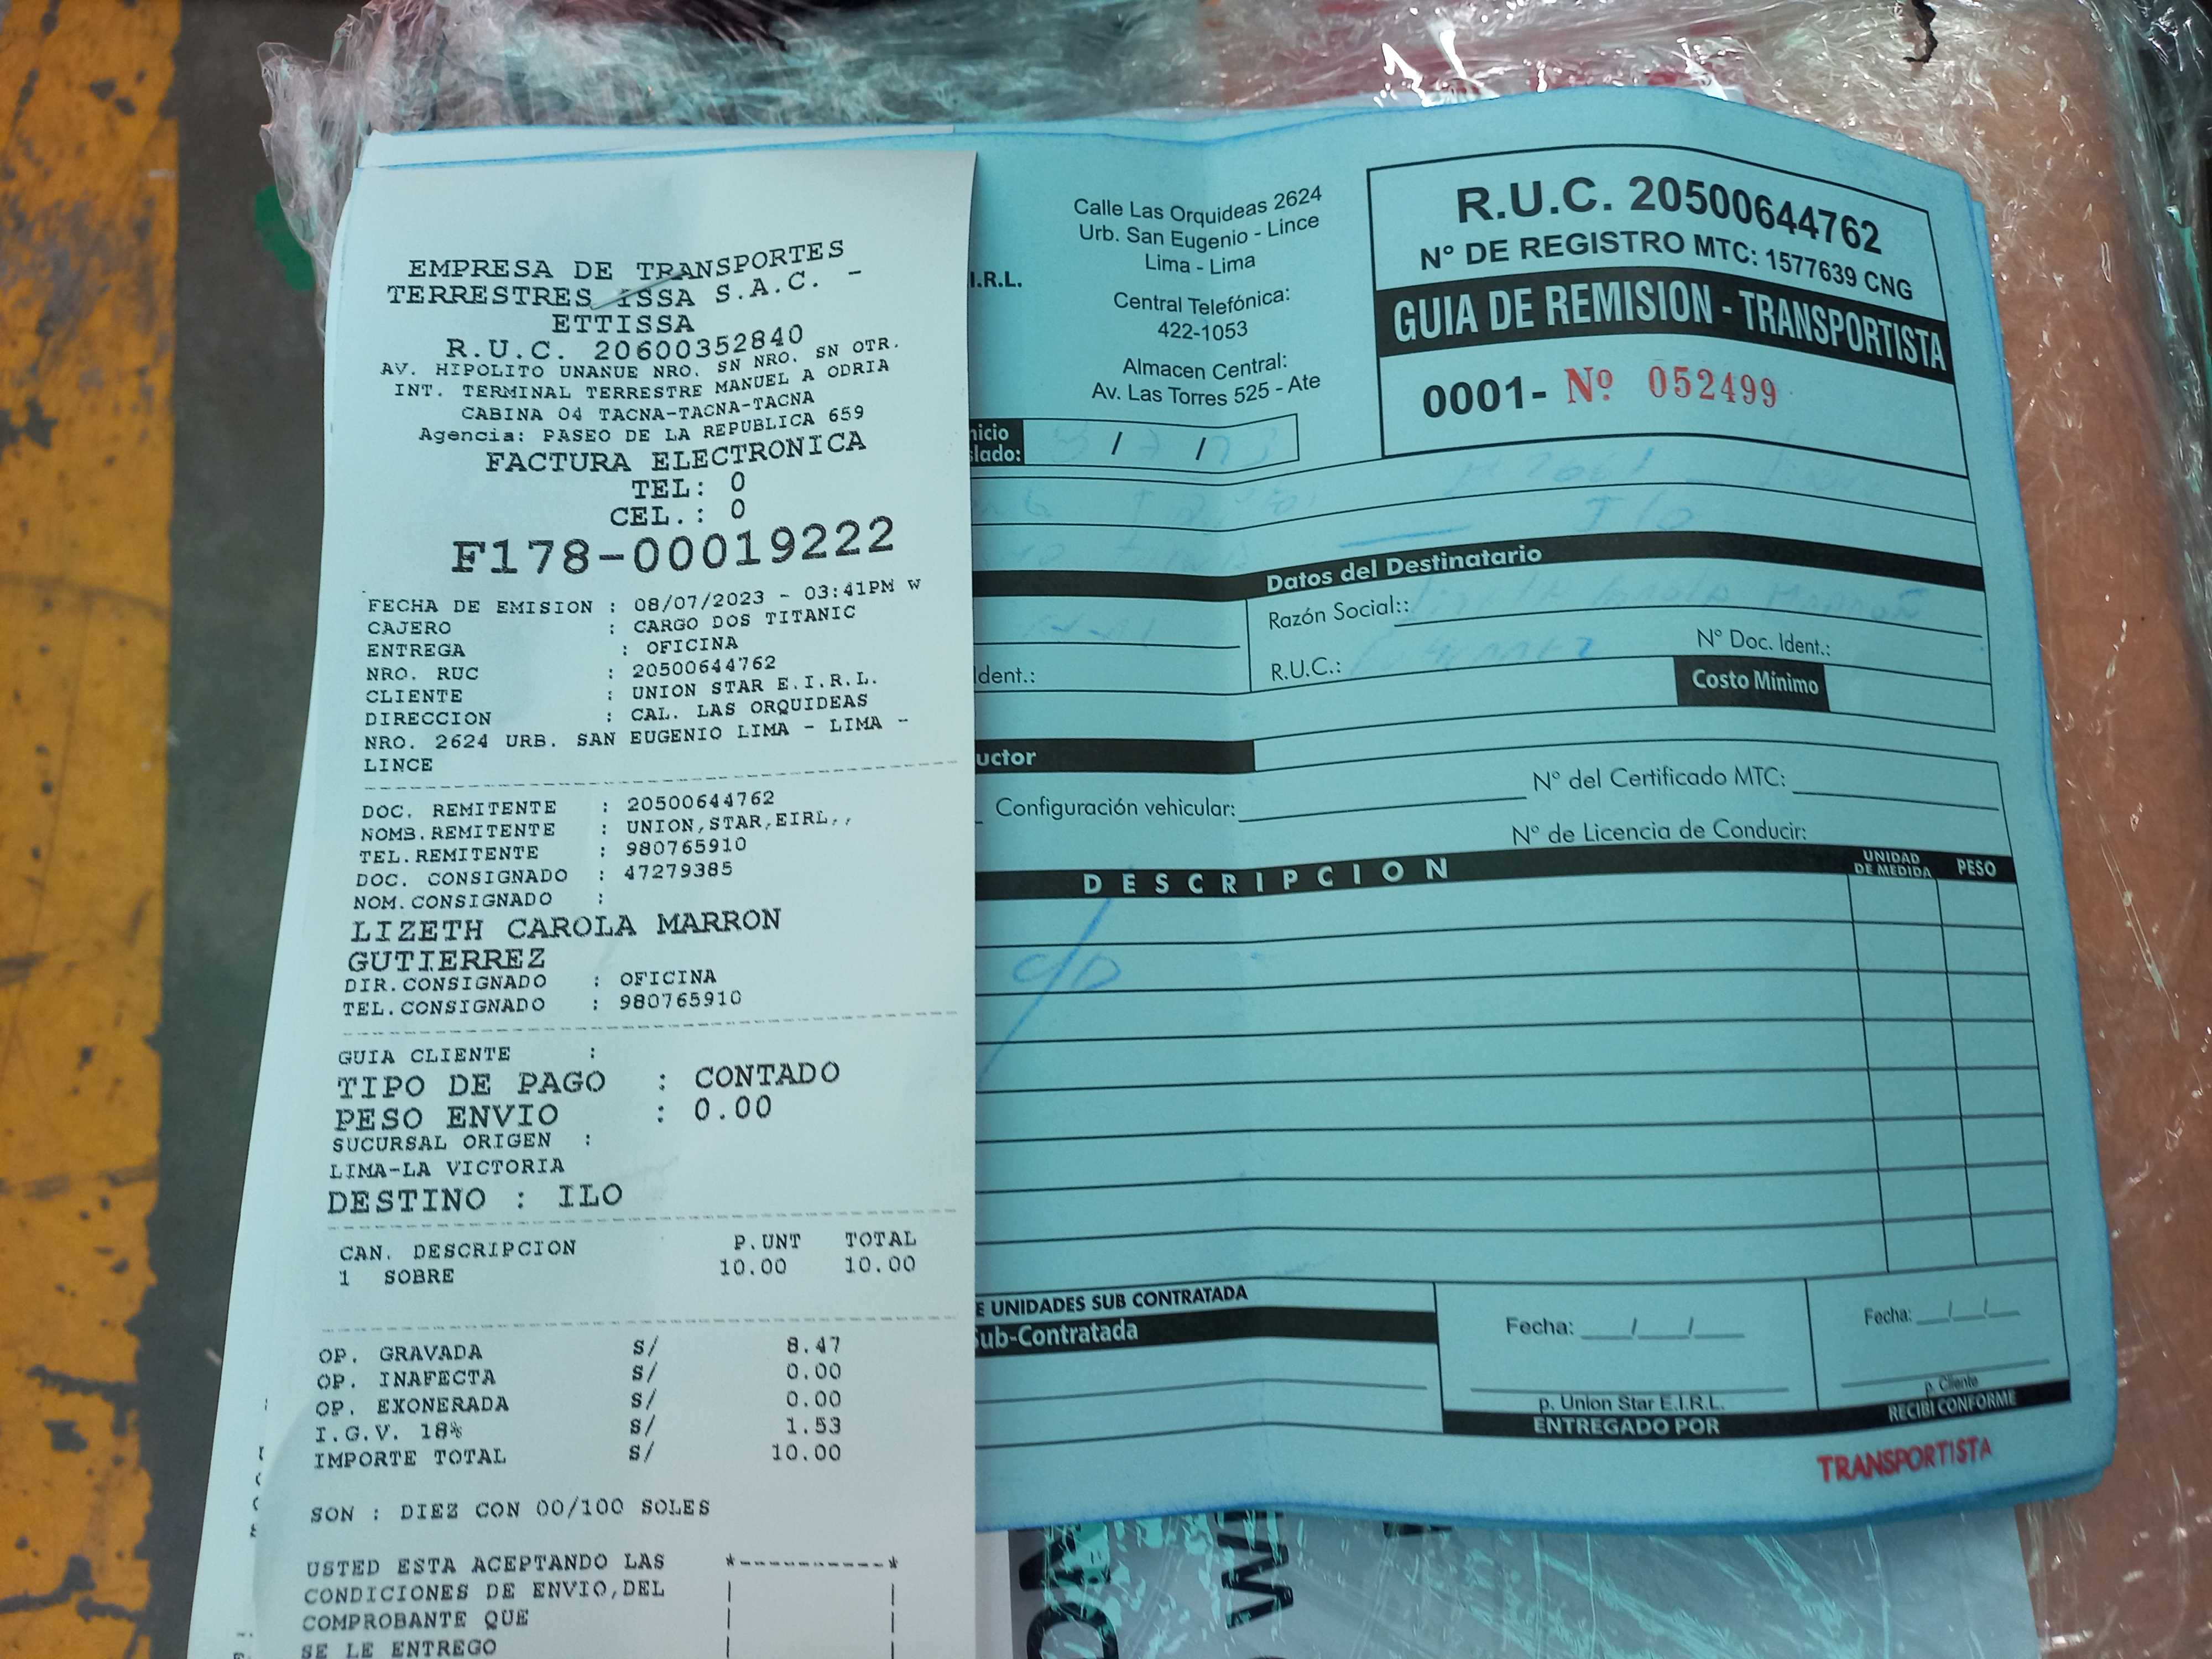 EMPRESA DE TRANSPORTES
TERRESTRES ISSA S.A.C. -
ETTISSA
R.U.C. 20600352840
AV. HIPOLITO UNANUE NRO. SN NRO. SN OTR.
INT. TERMINAL TERRESTRE MANUEL A ODRIA
CABINA 04 TACNA-TACNA-TACNA
Agencia: PASEO DE LA REPUBLICA 659
FACTURA ELECTRONICA
TEL: 0
CEL.: 0
F178-00019222
FECHA DE EMISION : 08/07/2023 - 03:41PM W
CAJERO : CARGO DOS TITANIC
ENTREGA : OFICINA
NRO. RUC : 20500644762
CLIENTE : UNION STAR E.I.R.L.
DIRECCION : CAL. LAS ORQUIDEAS
NRO. 2624 URB. SAN EUGENIO LIMA - LIMA -
LINCE
DOC. REMITENTE : 20500644762
NOMB.REMITENTE : UNION,STAR,EIRL,,
TEL.REMITENTE : 980765910
DOC. CONSIGNADO : 47279385
NOM.CONSIGNADO :
LIZETH CAROLA MARRON
GUTIERREZ
DIR.CONSIGNADO : OFICINA
TEL.CONSIGNADO : 980765910
GUIA CLIENTE :
TIPO DE PAGO : CONTADO
PESO ENVIO : 0.00
SUCURSAL ORIGEN :
LIMA-LA VICTORIA
DESTINO : ILO
CAN. DESCRIPCION P.UNT TOTAL
1 SOBRE 10.00 10.00
OP. GRAVADA S/ 8.47
OP. INAFECTA S/ 0.00
OP. EXONERADA S/ 0.00
I.G.V. 18% S/ 1.53
IMPORTE TOTAL S/ 10.00
SON : DIEZ CON 00/100 SOLES
USTED ESTA ACEPTANDO LAS
CONDICIONES DE ENVIO,DEL
COMPROBANTE QUE
SE LE ENTREGO
I.R.L.
Calle Las Orquideas 2624
Urb. San Eugenio - Lince
Lima - Lima
Central Telefónica:
422-1053
Almacen Central:
Av. Las Torres 525 - Ate
R.U.C. 20500644762
Nº DE REGISTRO MTC: 1577639 CNG
GUIA DE REMISION - TRANSPORTISTA
0001- Nº 052499
nicio
lado: / /
Ilo
Datos del Destinatario
Razón Social::
R.U.C.: Nº Doc. Ident.:
dent.:
Costo Mínimo
uctor
Configuración vehicular: Nº del Certificado MTC:
Nº de Licencia de Conducir:
DESCRIPCION UNIDAD DE MEDIDA PESO
E UNIDADES SUB CONTRATADA
Sub-Contratada
Fecha: / /
p. Union Star E.I.R.L.
ENTREGADO POR
Fecha: / /
p. Cliente
RECIBI CONFORME
TRANSPORTISTA